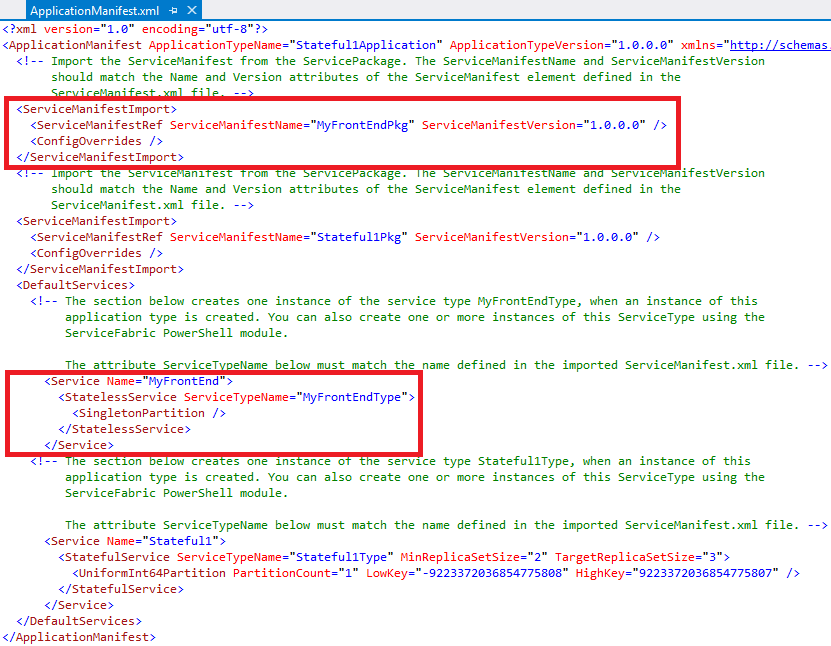 ApplicationManifest.xml
<?xml version="1.0" encoding="utf-8"?>
<ApplicationManifest ApplicationTypeName="Stateful1Application" ApplicationTypeVersion="1.0.0.0" xmlns="http://schemas.
<!-- Import the ServiceManifest from the ServicePackage. The ServiceManifestName and ServiceManifestVersion
should match the Name and Version attributes of the ServiceManifest element defined in the
ServiceManifest.xml file. -->
<ServiceManifestImport>
<ServiceManifestRef ServiceManifestName="MyFrontEndPkg" ServiceManifestVersion="1.0.0.0" />
<ConfigOverrides />
</ServiceManifestImport>
<!-- Import the ServiceManifest from the ServicePackage. The ServiceManifestName and ServiceManifestVersion
should match the Name and Version attributes of the ServiceManifest element defined in the
ServiceManifest.xml file. -->
<ServiceManifestImport>
<ServiceManifestRef ServiceManifestName="Stateful1Pkg" ServiceManifestVersion="1.0.0.0" />
<ConfigOverrides />
</ServiceManifestImport>
<DefaultServices>
<!-- The section below creates one instance of the service type MyFrontEndType, when an instance of this
application type is created. You can also create one or more instances of this ServiceType using the
ServiceFabric PowerShell module.
The attribute ServiceTypeName below must match the name defined in the imported ServiceManifest.xml file. -->
<Service Name="MyFrontEnd">
<StatelessService ServiceTypeName="MyFrontEndType">
<SingletonPartition />
</StatelessService>
</Service>
<!-- The section below creates one instance of the service type Stateful1Type, when an instance of this
application type is created. You can also create one or more instances of this ServiceType using the
ServiceFabric PowerShell module.
The attribute ServiceTypeName below must match the name defined in the imported ServiceManifest.xml file. -->
<Service Name="Stateful1">
<StatefulService ServiceTypeName="Stateful1Type" MinReplicaSetSize="2" TargetReplicaSetSize="3">
<UniformInt64Partition PartitionCount="1" LowKey="-9223372036854775808" HighKey="9223372036854775807" />
</StatefulService>
</Service>
</DefaultServices>
</ApplicationManifest>